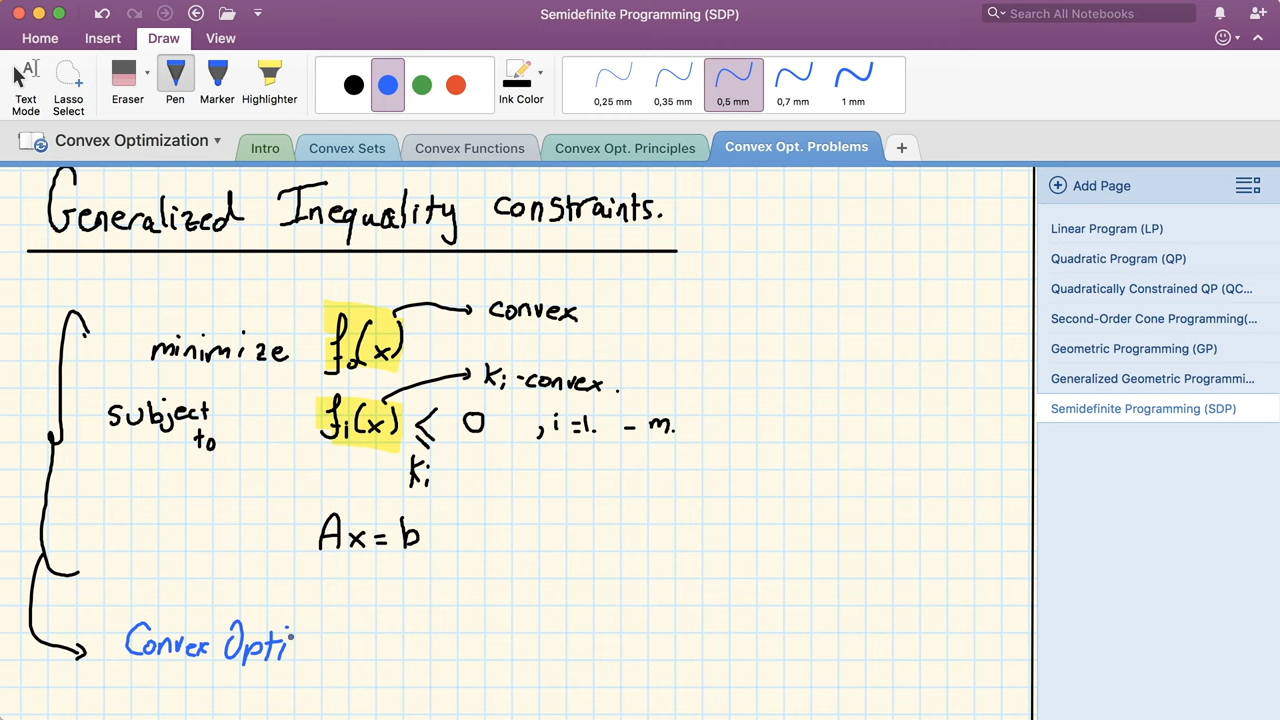 Semidefinite Programming (SDP)
Search All Notebooks
Home Insert Draw View
Text Mode
Lasso Select
Eraser
Pen
Marker
Highlighter
Ink Color
0,25 mm 0,35 mm 0,5 mm 0,7 mm 1 mm
Convex Optimization
Intro Convex Sets Convex Functions Convex Opt. Principles Convex Opt. Problems
Add Page
Linear Program (LP)
Quadratic Program (QP)
Quadratically Constrained QP (QC...
Second-Order Cone Programming(...
Geometric Programming (GP)
Generalized Geometric Programmi...
Semidefinite Programming (SDP)
Generalized Inequality constraints.
convex
minimize f₀(x)
Kᵢ-convex.
subject to fᵢ(x) ≤ 0 , i=1. - m.
Kᵢ
Ax = b
Convex Opti